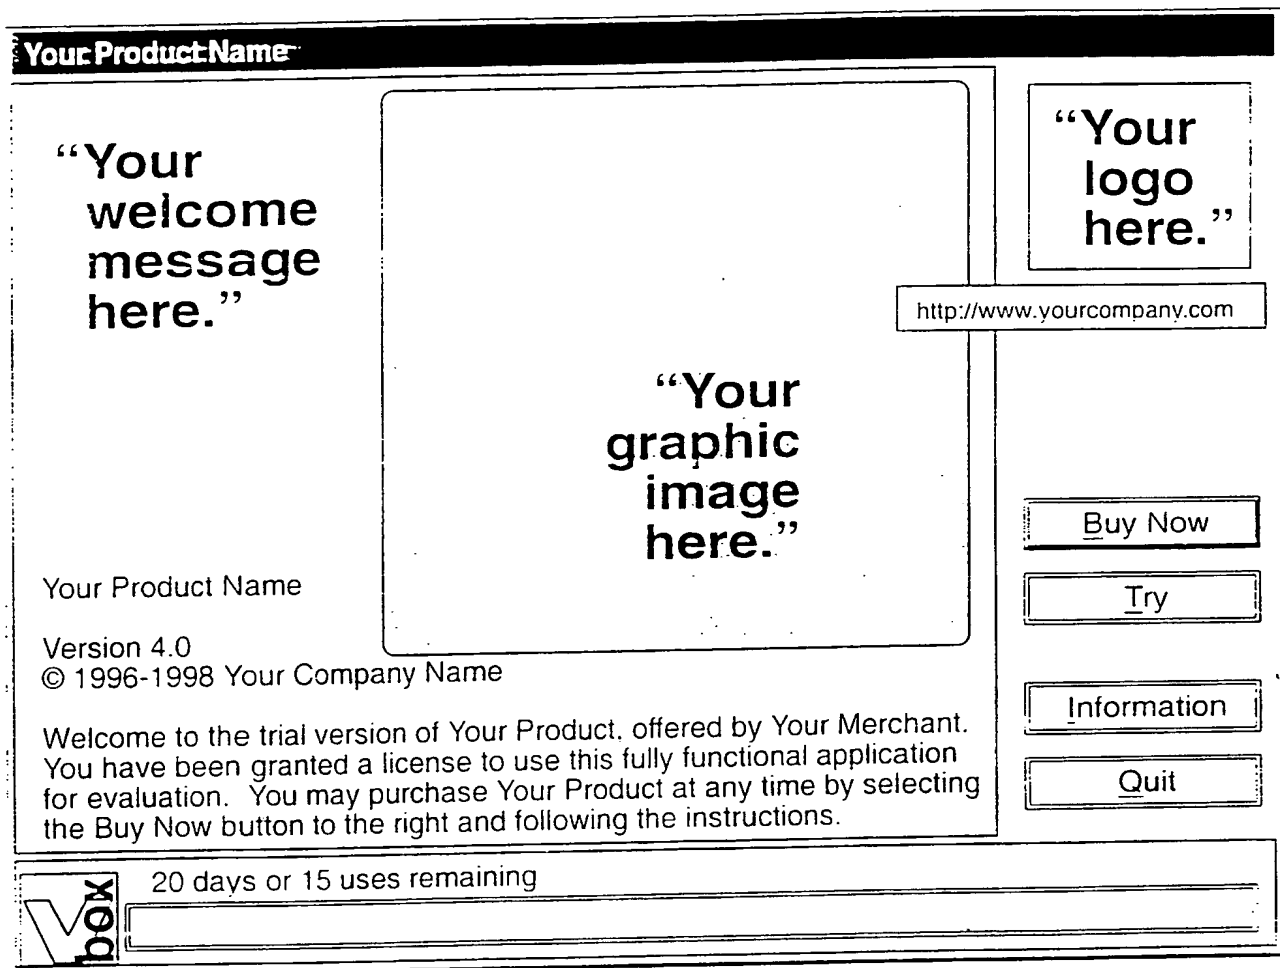 Your Product Name
“Your
welcome
message
here.”
“Your
graphic
image
here.”
“Your
logo
here.”
http://www.yourcompany.com
Buy Now
Try
Information
Quit
Your Product Name
Version 4.0
© 1996-1998 Your Company Name
Welcome to the trial version of Your Product, offered by Your Merchant.
You have been granted a license to use this fully functional application
for evaluation. You may purchase Your Product at any time by selecting
the Buy Now button to the right and following the instructions.
20 days or 15 uses remaining
Vbox